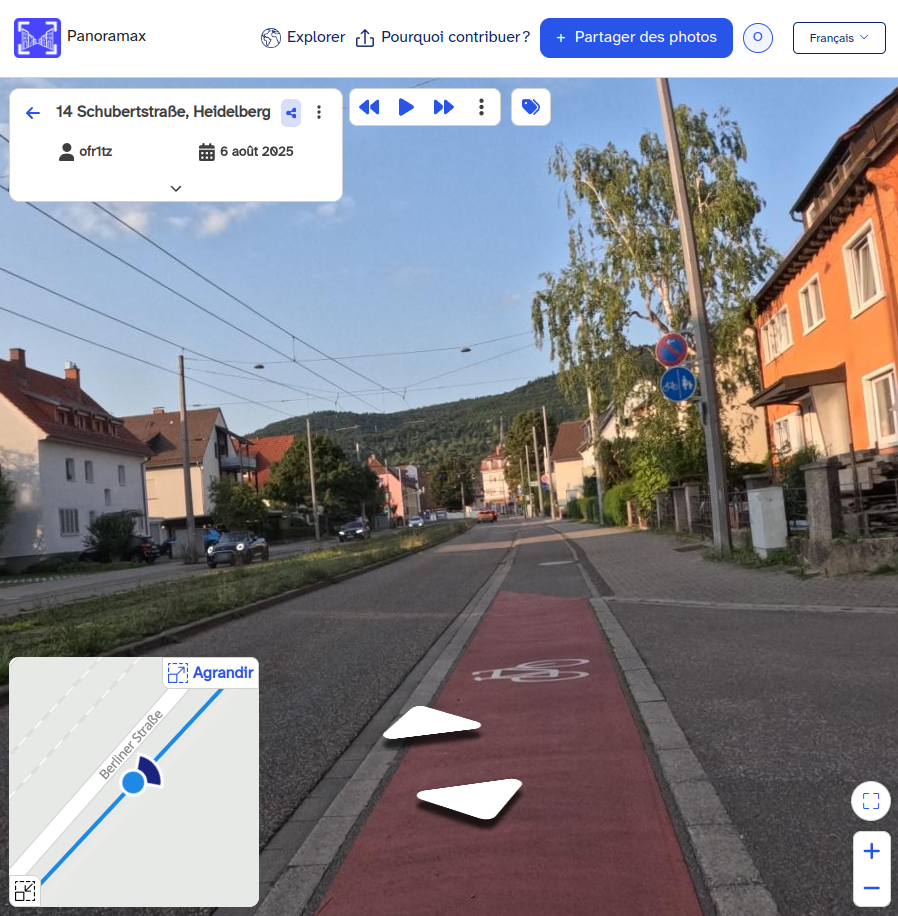 Panoramax
Explorer
Pourquoi contribuer ?
+ Partager des photos
O
Français
14 Schubertstraße, Heidelberg
ofr1tz
6 août 2025
Agrandir
Berliner Straße